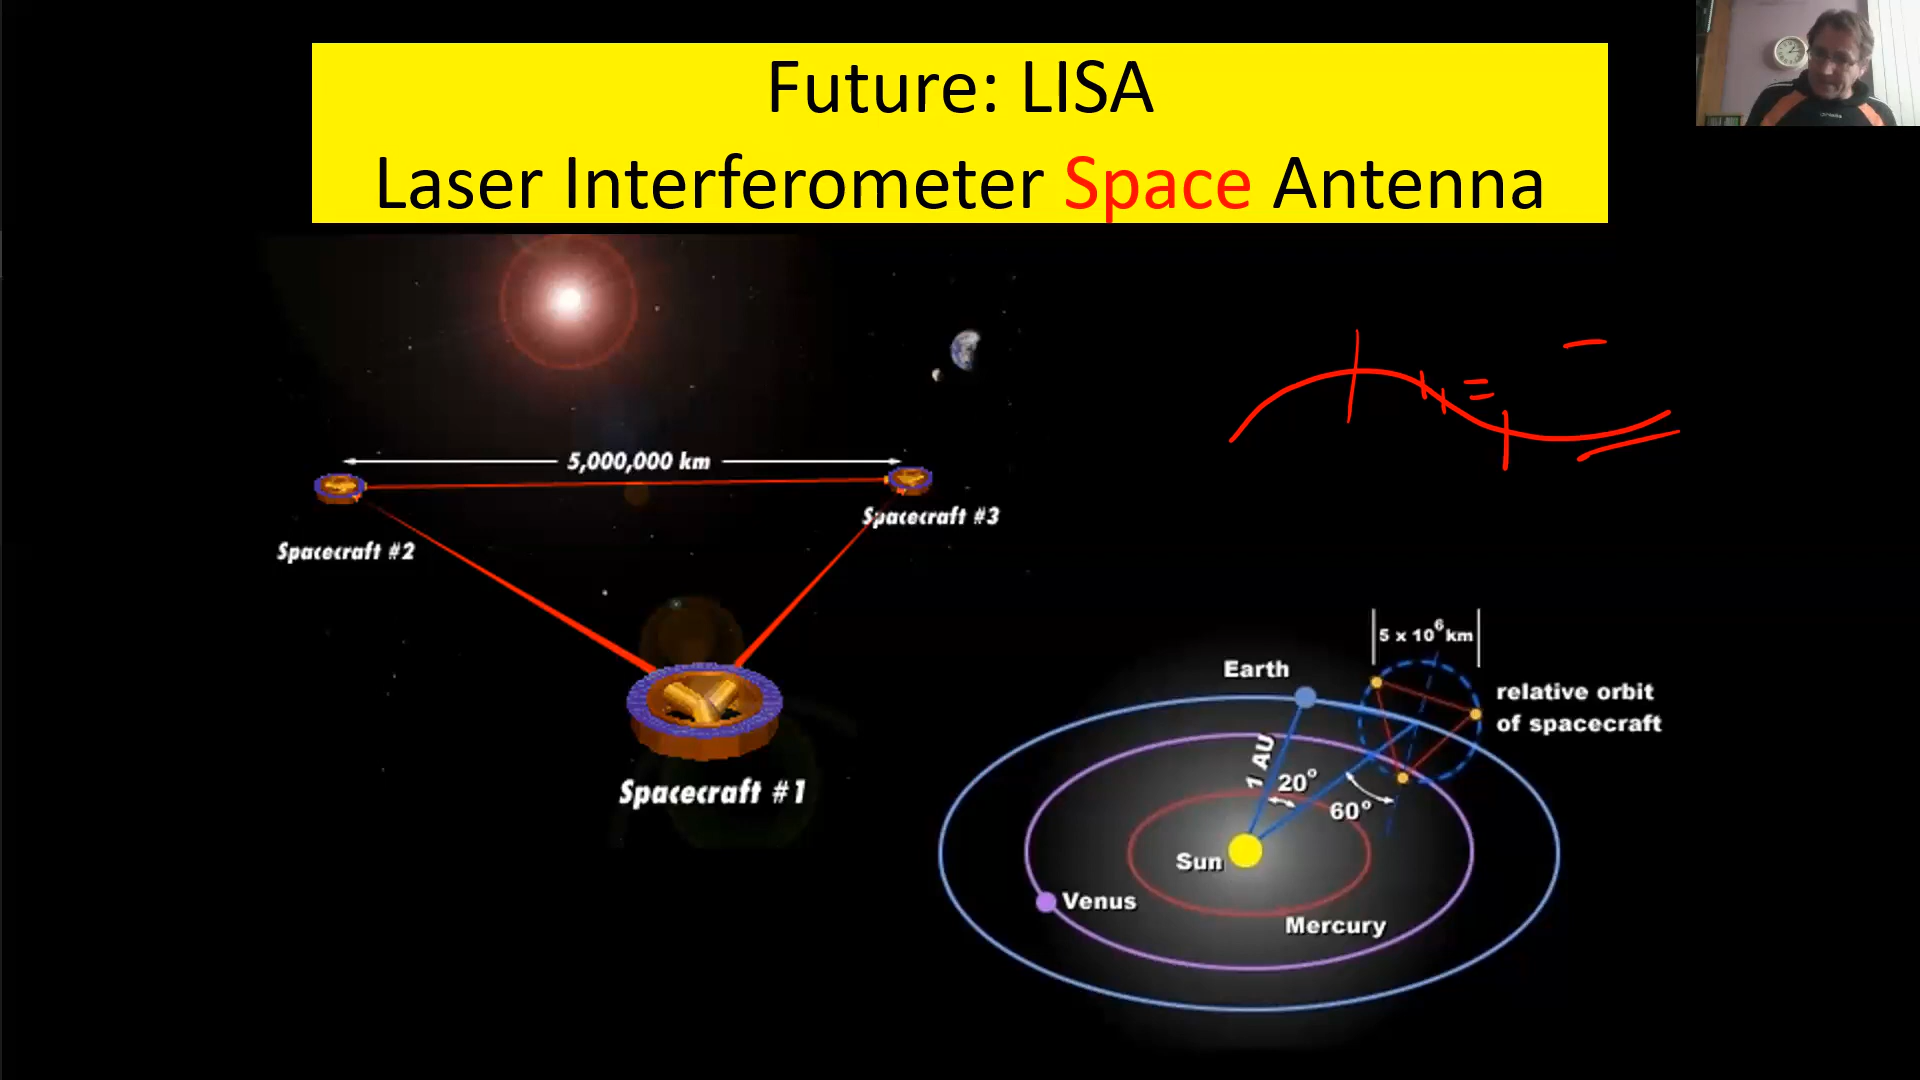 Future: LISA
Laser Interferometer Space Antenna
5,000,000 km
Spacecraft #3
Spacecraft #2
Spacecraft #1
5 x 10⁶ km
Earth
relative orbit
of spacecraft
1 AU
20°
60°
Sun
Venus
Mercury